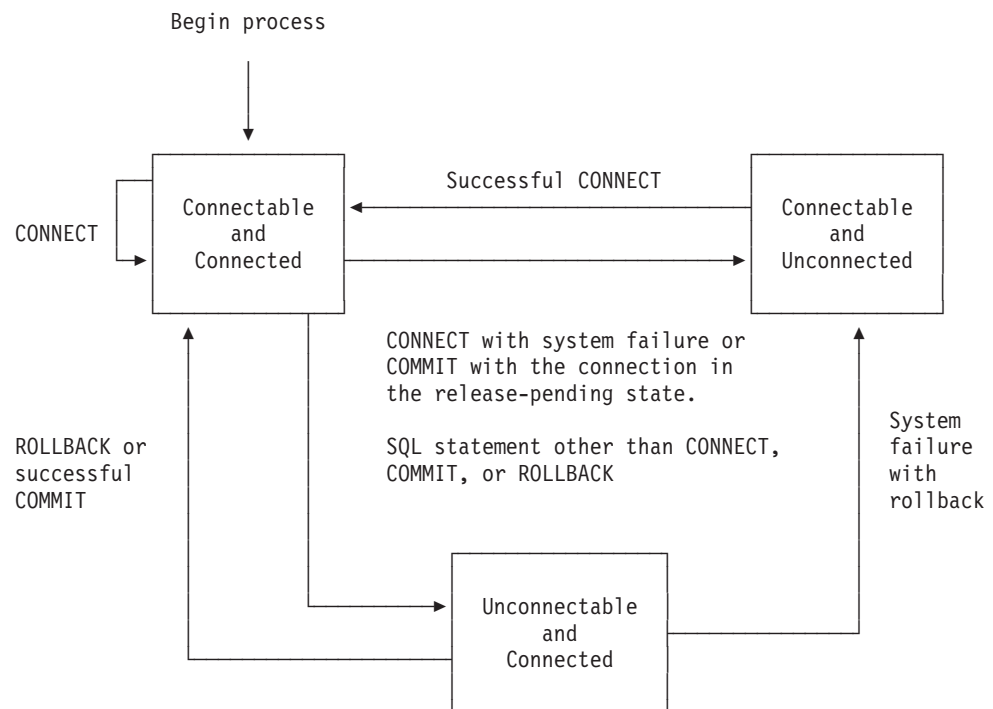 Begin process
Successful CONNECT
Connectable
and
Connected
Connectable
and
Unconnected
CONNECT
CONNECT with system failure or
COMMIT with the connection in
the release-pending state.
ROLLBACK or
successful
COMMIT
SQL statement other than CONNECT,
COMMIT, or ROLLBACK
System
failure
with
rollback
Unconnectable
and
Connected